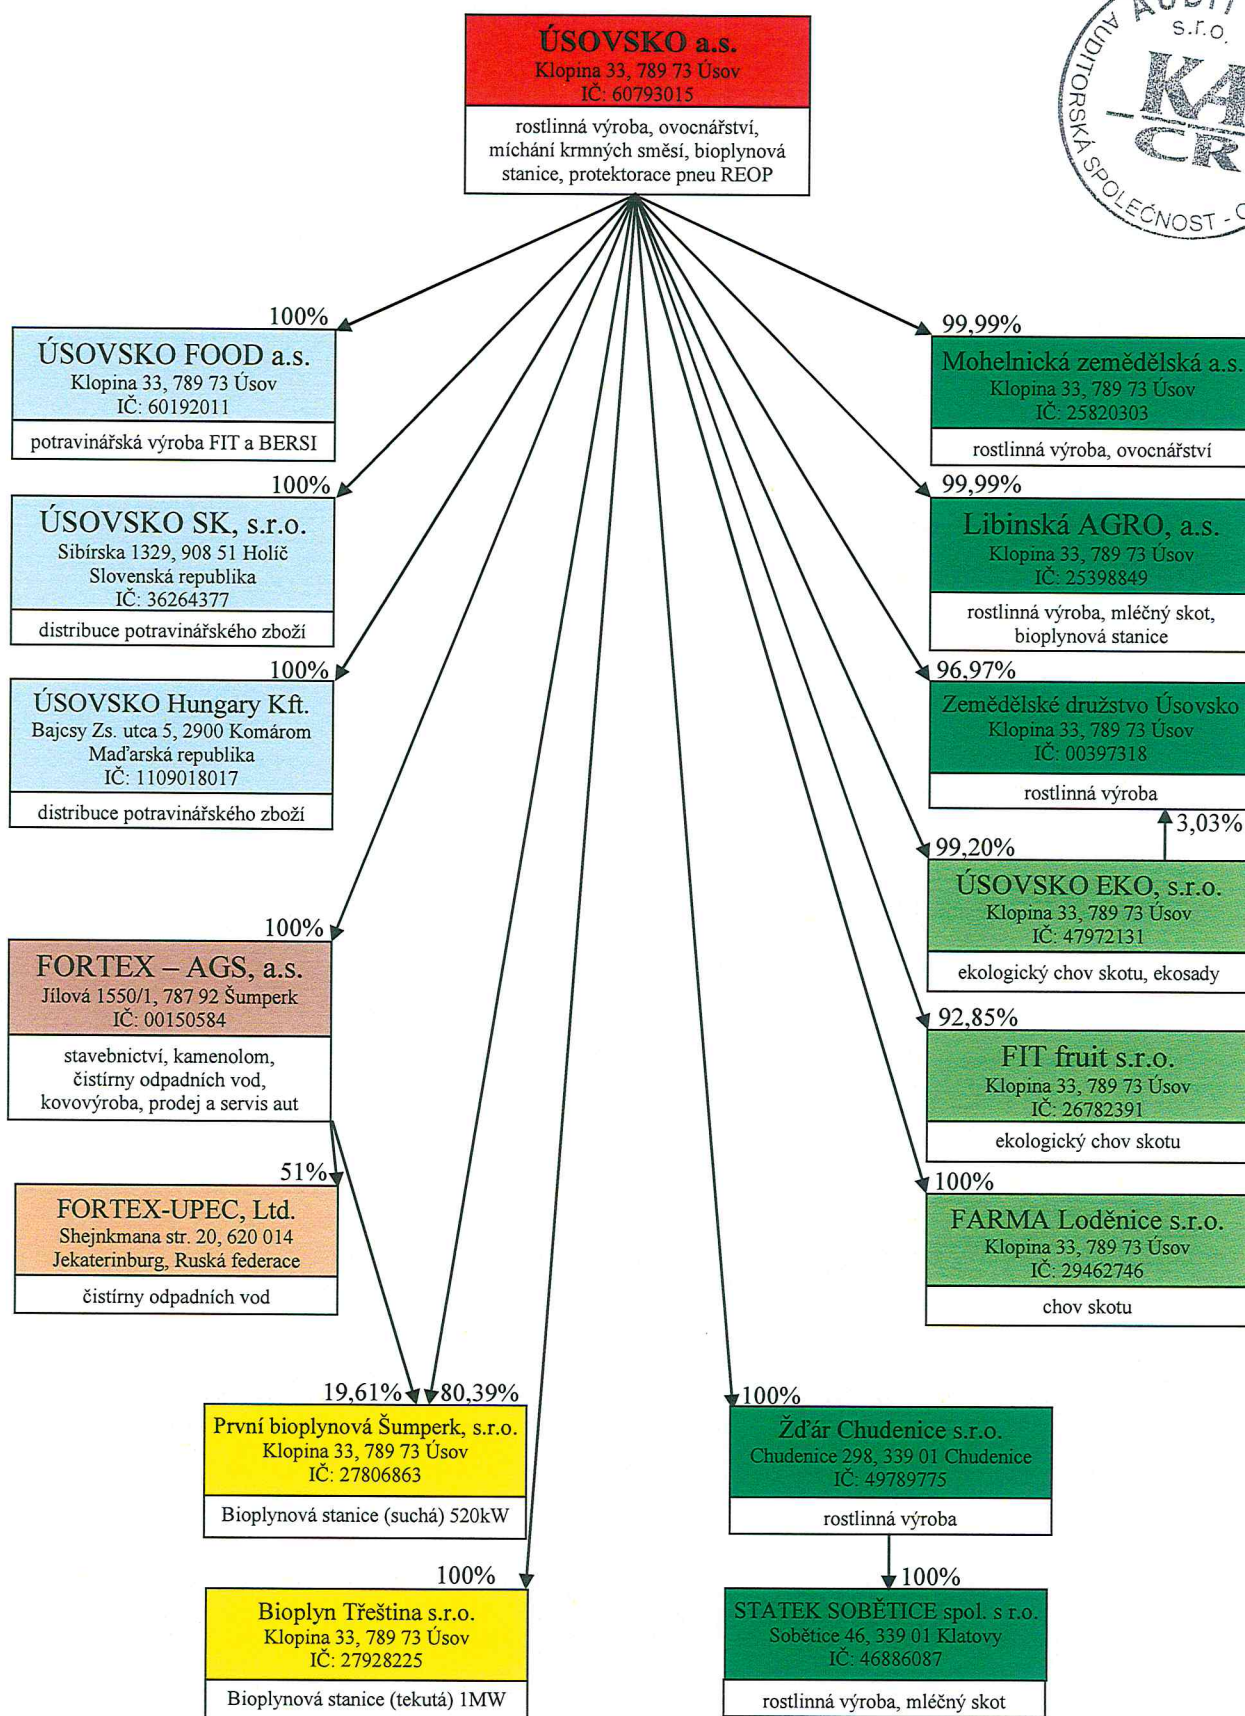 ÚSOVSKO a.s.
Klopina 33, 789 73 Úsov
IČ: 60793015
rostlinná výroba, ovocnářství,
míchání krmných směsí, bioplynová
stanice, protektorace pneu REOP
s.r.o.
KA
ČR
AUDITORSKÁ SPOLEČNOST -
100%
ÚSOVSKO FOOD a.s.
Klopina 33, 789 73 Úsov
IČ: 60192011
potravinářská výroba FIT a BERSI
100%
ÚSOVSKO SK, s.r.o.
Sibírska 1329, 908 51 Holíč
Slovenská republika
IČ: 36264377
distribuce potravinářského zboží
100%
ÚSOVSKO Hungary Kft.
Bajcsy Zs. utca 5, 2900 Komárom
Maďarská republika
IČ: 1109018017
distribuce potravinářského zboží
100%
FORTEX – AGS, a.s.
Jílová 1550/1, 787 92 Šumperk
IČ: 00150584
stavebnictví, kamenolom,
čistírny odpadních vod,
kovovýroba, prodej a servis aut
51%
FORTEX-UPEC, Ltd.
Shejnkmana str. 20, 620 014
Jekaterinburg, Ruská federace
čistírny odpadních vod
99,99%
Mohelnická zemědělská a.s.
Klopina 33, 789 73 Úsov
IČ: 25820303
rostlinná výroba, ovocnářství
99,99%
Libinská AGRO, a.s.
Klopina 33, 789 73 Úsov
IČ: 25398849
rostlinná výroba, mléčný skot,
bioplynová stanice
96,97%
Zemědělské družstvo Úsovsko
Klopina 33, 789 73 Úsov
IČ: 00397318
rostlinná výroba
3,03%
99,20%
ÚSOVSKO EKO, s.r.o.
Klopina 33, 789 73 Úsov
IČ: 47972131
ekologický chov skotu, ekosady
92,85%
FIT fruit s.r.o.
Klopina 33, 789 73 Úsov
IČ: 26782391
ekologický chov skotu
100%
FARMA Loděnice s.r.o.
Klopina 33, 789 73 Úsov
IČ: 29462746
chov skotu
19,61% 80,39%
První bioplynová Šumperk, s.r.o.
Klopina 33, 789 73 Úsov
IČ: 27806863
Bioplynová stanice (suchá) 520kW
100%
Bioplyn Třeština s.r.o.
Klopina 33, 789 73 Úsov
IČ: 27928225
Bioplynová stanice (tekutá) 1MW
100%
Žďár Chudenice s.r.o.
Chudenice 298, 339 01 Chudenice
IČ: 49789775
rostlinná výroba
100%
STATEK SOBĚTICE spol. s r.o.
Sobětice 46, 339 01 Klatovy
IČ: 46886087
rostlinná výroba, mléčný skot